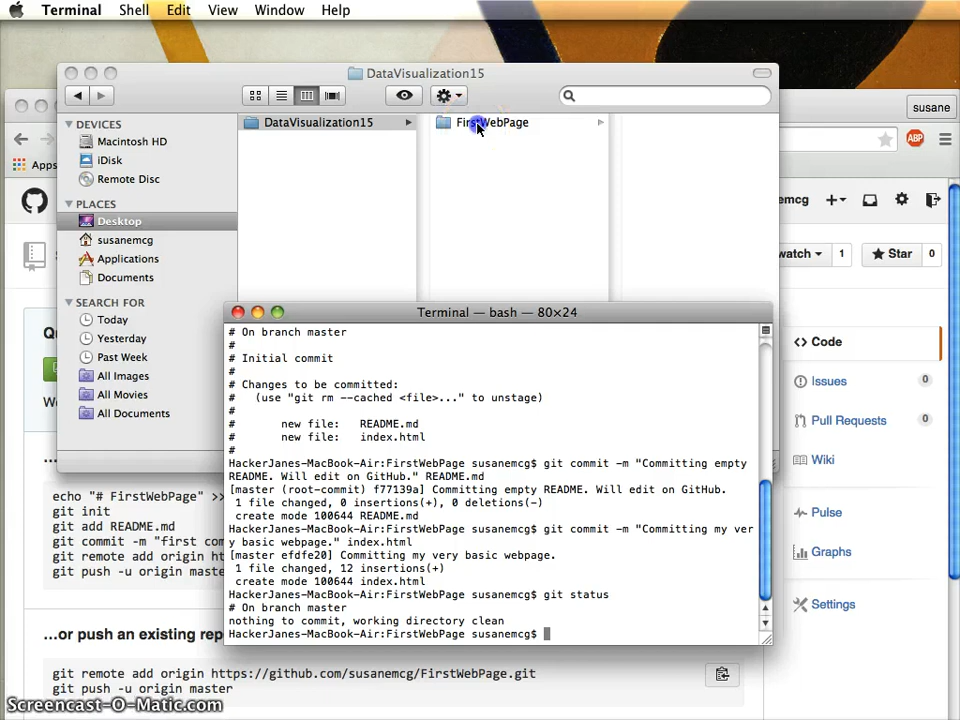 Terminal Shell Edit View Window Help
DataVisualization15
susane
DEVICES
Macintosh HD
iDisk
Remote Disc
PLACES
Desktop
susanemcg
Applications
Documents
SEARCH FOR
Today
Yesterday
Past Week
All Images
All Movies
All Documents
DataVisualization15
FirstWebPage
Apps
ABP
emcg
watch 1
Star 0
Code
Issues 0
Pull Requests 0
Wiki
Pulse
Graphs
Settings
Qu
We
Terminal — bash — 80×24
# On branch master
#
# Initial commit
#
# Changes to be committed:
#   (use "git rm --cached <file>..." to unstage)
#
#       new file:   README.md
#       new file:   index.html
#
HackerJanes-MacBook-Air:FirstWebPage susanemcg$ git commit -m "Committing empty
README. Will edit on GitHub." README.md
[master (root-commit) f77139a] Committing empty README. Will edit on GitHub.
 1 file changed, 0 insertions(+), 0 deletions(-)
 create mode 100644 README.md
HackerJanes-MacBook-Air:FirstWebPage susanemcg$ git commit -m "Committing my ver
y basic webpage." index.html
[master efdfe20] Committing my very basic webpage.
 1 file changed, 12 insertions(+)
 create mode 100644 index.html
HackerJanes-MacBook-Air:FirstWebPage susanemcg$ git status
# On branch master
nothing to commit, working directory clean
HackerJanes-MacBook-Air:FirstWebPage susanemcg$
...
echo "# FirstWebPage" >>
git init
git add README.md
git commit -m "first com
git remote add origin ht
git push -u origin maste
...or push an existing rep
git remote add origin https://github.com/susanemcg/FirstWebPage.git
git push -u origin master
Screencast-O-Matic.com